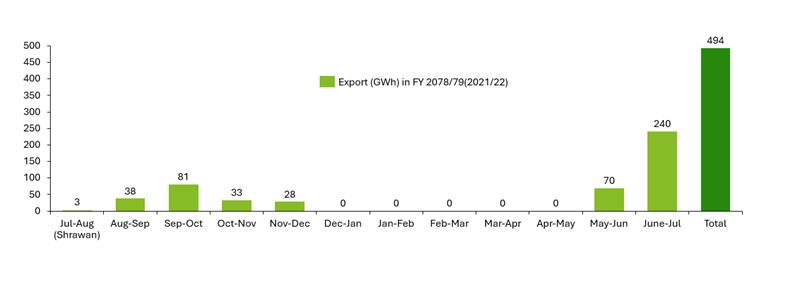 494
500
450
400
350
300
250
200
150
100
50
0
Export (GWh) in FY 2078/79(2021/22)
3
38
81
33
28
0
0
0
0
0
70
240
Jul-Aug
(Shrawan)
Aug-Sep
Sep-Oct
Oct-Nov
Nov-Dec
Dec-Jan
Jan-Feb
Feb-Mar
Mar-Apr
Apr-May
May-Jun
June-Jul
Total